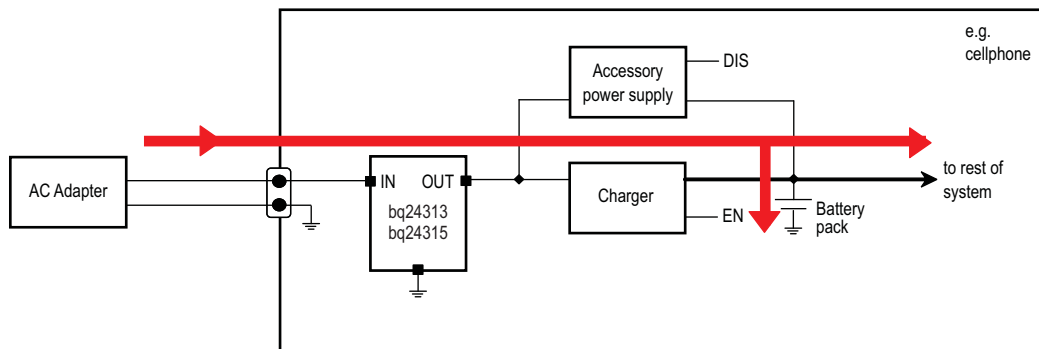 e.g.
cellphone
Accessory
power supply
DIS
AC Adapter
IN
OUT
bq24313
bq24315
Charger
EN
to rest of
system
Battery
pack